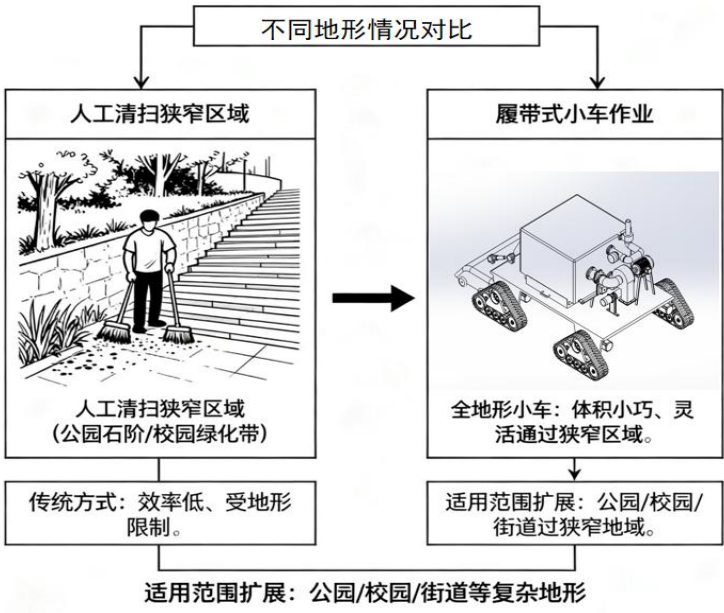 不同地形情况对比
人工清扫狭窄区域
履带式小车作业
人工清扫狭窄区域
（公园石阶/校园绿化带）
全地形小车：体积小巧、灵
活通过狭窄区域。
传统方式：效率低、受地形
限制。
适用范围扩展：公园/校园/
街道过狭窄地域。
适用范围扩展：公园/校园/街道等复杂地形